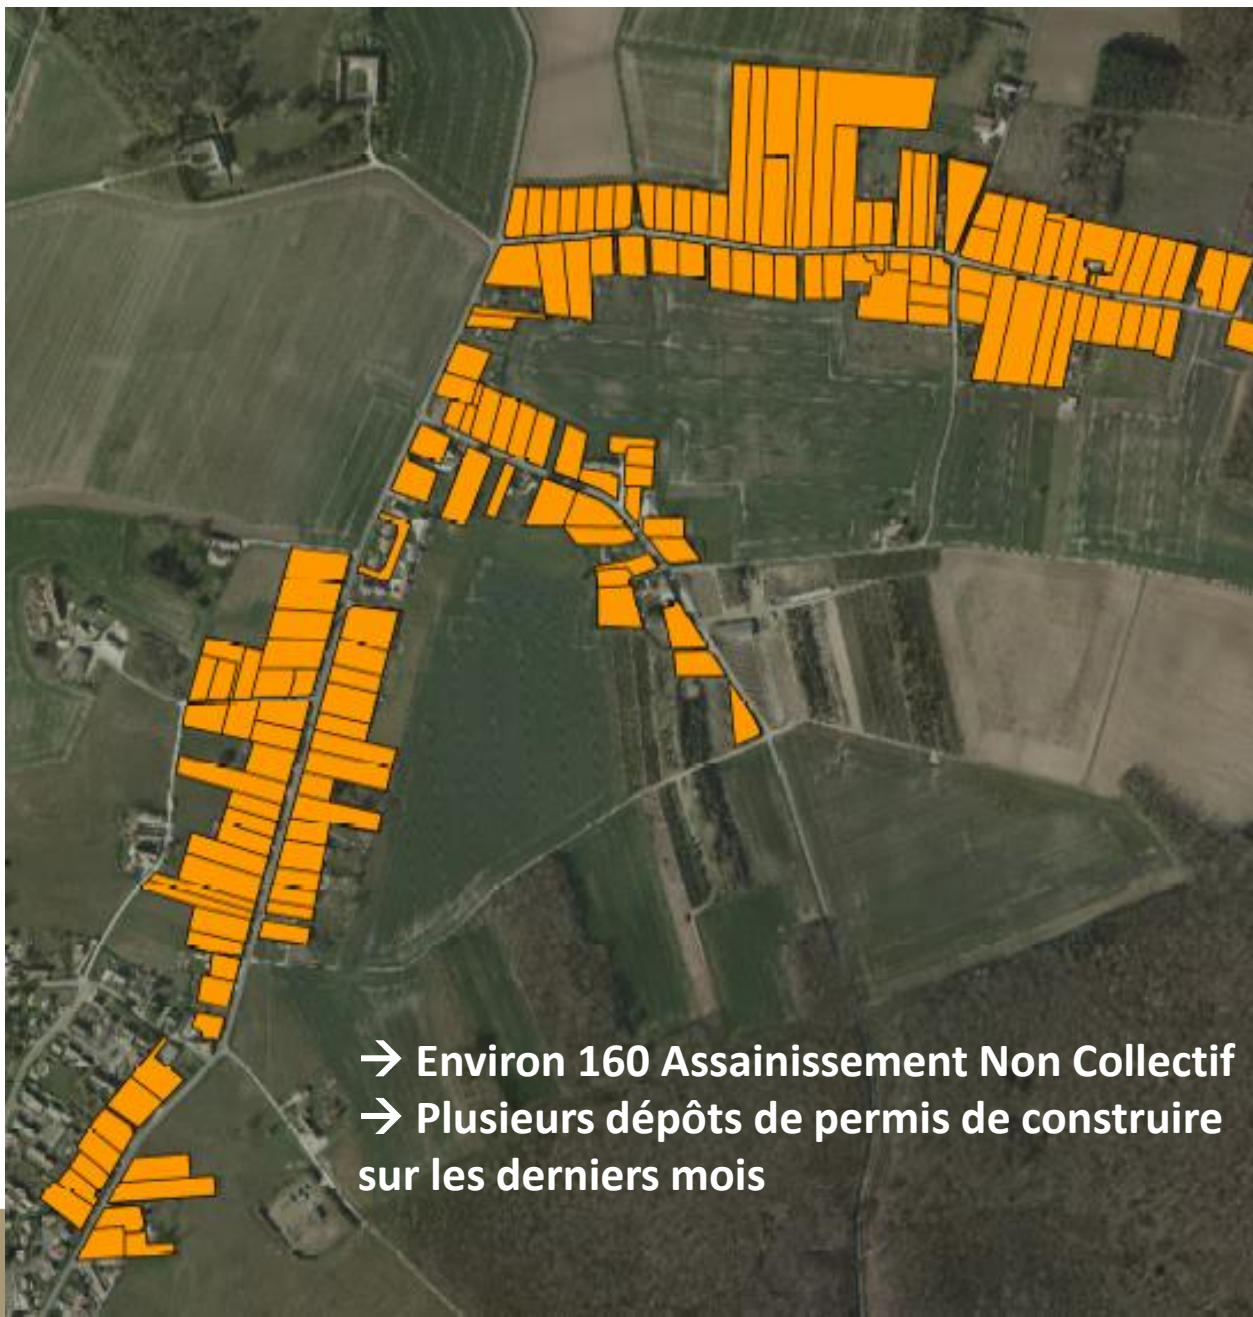 → Environ 160 Assainissement Non Collectif
→ Plusieurs dépôts de permis de construire
sur les derniers mois